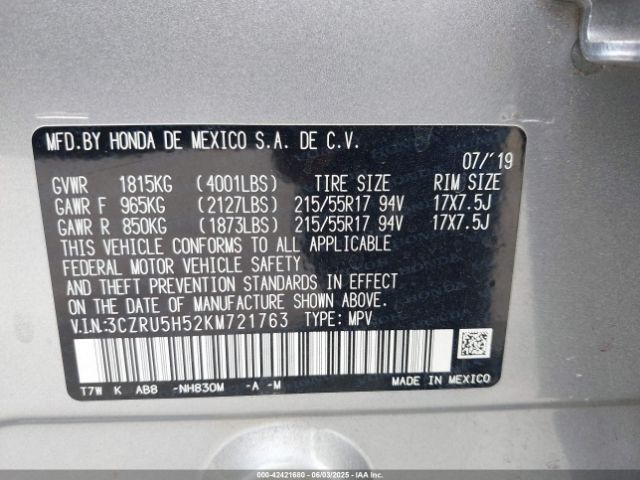 MFD.BY HONDA DE MEXICO S.A. DE C.V.
07/'19
GVWR 1815KG (4001LBS) TIRE SIZE RIM SIZE
GAWR F 965KG (2127LBS) 215/55R17 94V 17X7.5J
GAWR R 850KG (1873LBS) 215/55R17 94V 17X7.5J
THIS VEHICLE CONFORMS TO ALL APPLICABLE
FEDERAL MOTOR VEHICLE SAFETY
AND THEFT PREVENTION STANDARDS IN EFFECT
ON THE DATE OF MANUFACTURE SHOWN ABOVE.
V.I.N:3CZRU5H52KM721763 TYPE: MPV
T7W K ABB -NH830M -A -M
MADE IN MEXICO
00-42421680 - 06/03/2025 - COPYRIGHT IAA